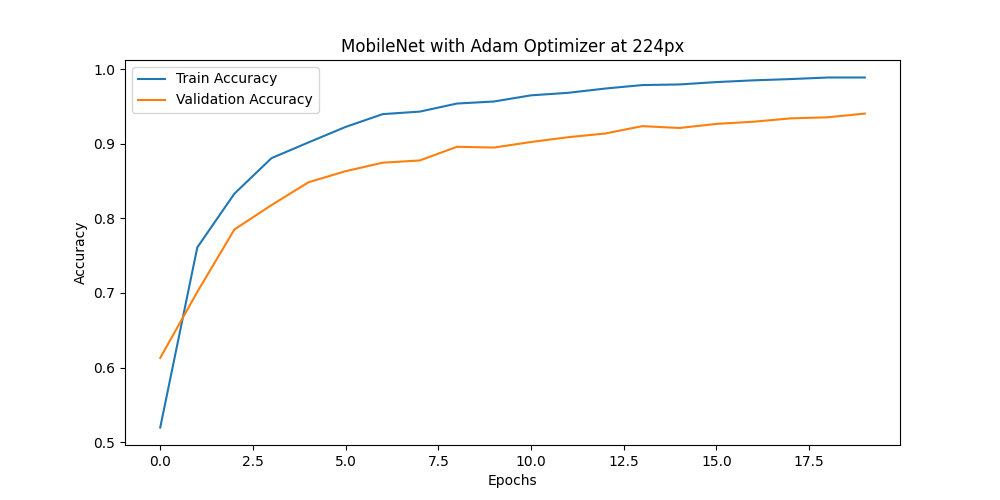 MobileNet with Adam Optimizer at 224px
Train Accuracy
Validation Accuracy
1.0
0.9
0.8
0.7
0.6
0.5
Accuracy
0.0 2.5 5.0 7.5 10.0 12.5 15.0 17.5
Epochs